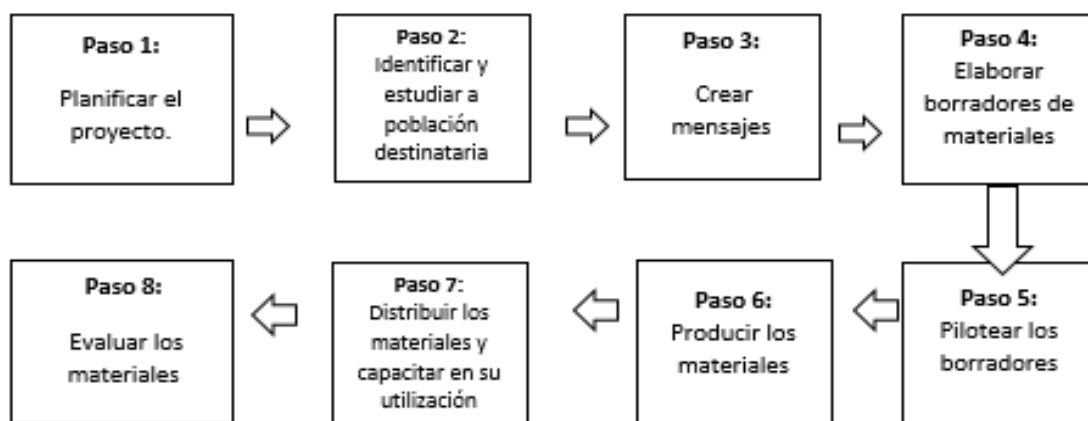 Paso 1:
Planificar el
proyecto.
Paso 2:
Identificar y
estudiar a
población
destinataria
Paso 3:
Crear
mensajes
Paso 4:
Elaborar
borradores de
materiales
Paso 5:
Pilotear los
borradores
Paso 6:
Producir los
materiales
Paso 7:
Distribuir los
materiales y
capacitar en su
utilización
Paso 8:
Evaluar los
materiales